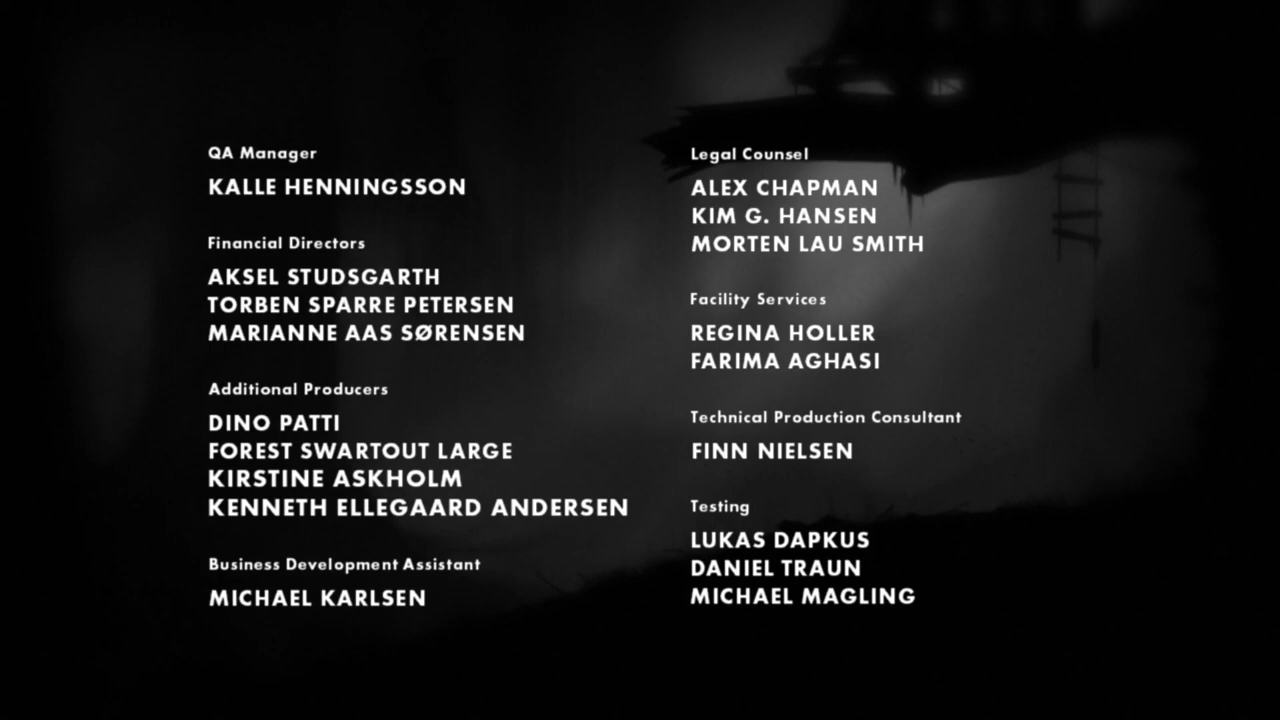 QA Manager
KALLE HENNINGSSON
Financial Directors
AKSEL STUDSGARTH
TORBEN SPARRE PETERSEN
MARIANNE AAS SØRENSEN
Additional Producers
DINO PATTI
FOREST SWARTOUT LARGE
KIRSTINE ASKHOLM
KENNETH ELLEGAARD ANDERSEN
Business Development Assistant
MICHAEL KARLSEN
Legal Counsel
ALEX CHAPMAN
KIM G. HANSEN
MORTEN LAU SMITH
Facility Services
REGINA HOLLER
FARIMA AGHASI
Technical Production Consultant
FINN NIELSEN
Testing
LUKAS DAPKUS
DANIEL TRAUN
MICHAEL MAGLING